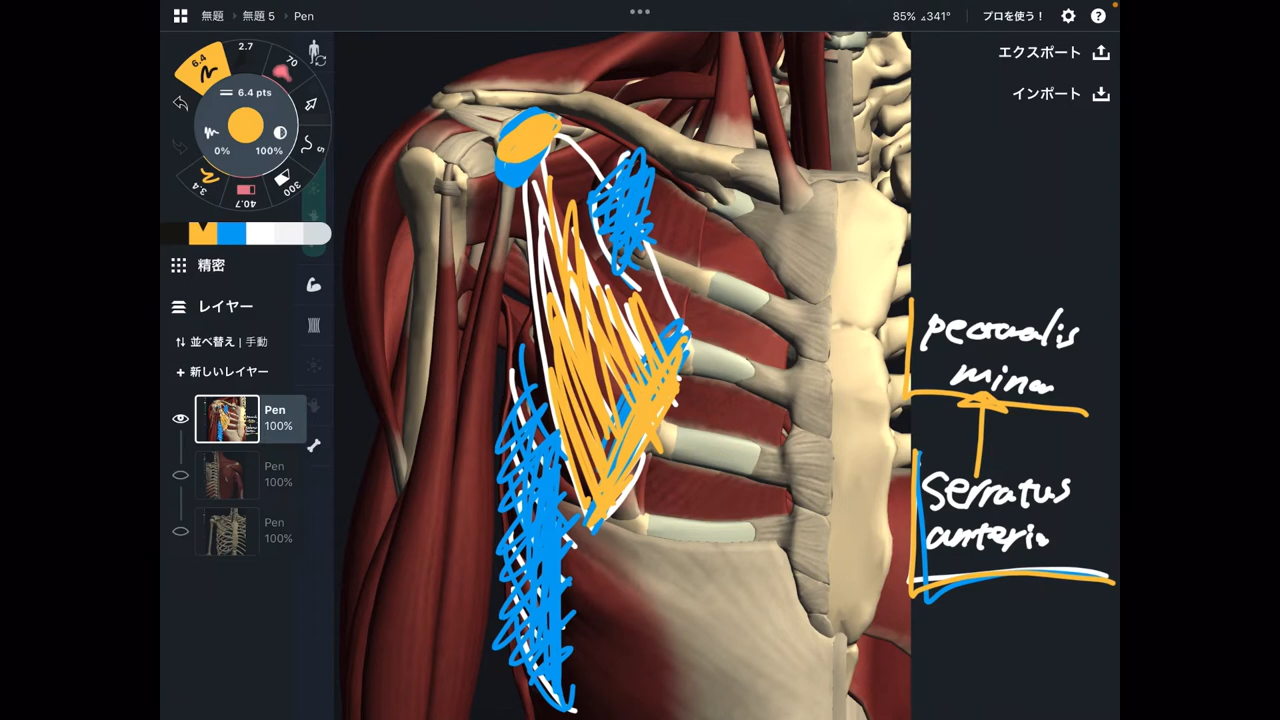 無題 無題 5 Pen
85% ⊿341° プロを使う！
エクスポート
インポート
6.4
2.7
70
5
300
40.7
3.4
6.4 pts
0% 100%
精密
レイヤー
並べ替え | 手動
+ 新しいレイヤー
Pen
100%
Pen
100%
Pen
100%
minor
Serratus